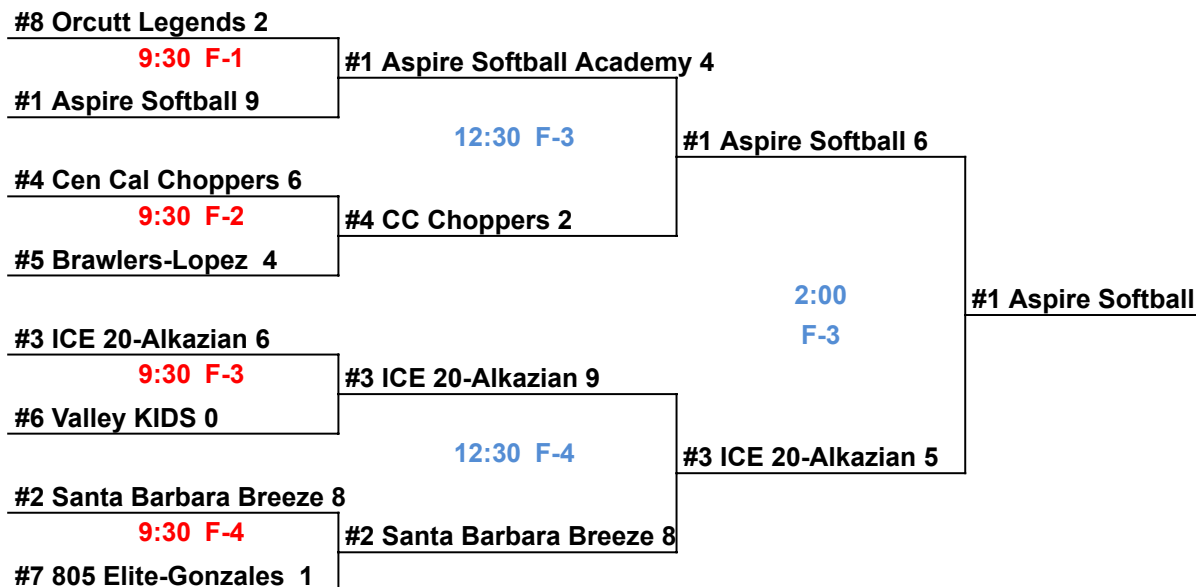 #8 Orcutt Legends 2
9:30 F-1
#1 Aspire Softball Academy 4
#1 Aspire Softball 9
12:30 F-3
#1 Aspire Softball 6
#4 Cen Cal Choppers 6
9:30 F-2
#4 CC Choppers 2
#5 Brawlers-Lopez 4
2:00
F-3
#1 Aspire Softball
#3 ICE 20-Alkazian 6
9:30 F-3
#3 ICE 20-Alkazian 9
#6 Valley KIDS 0
12:30 F-4
#3 ICE 20-Alkazian 5
#2 Santa Barbara Breeze 8
9:30 F-4
#2 Santa Barbara Breeze 8
#7 805 Elite-Gonzales 1